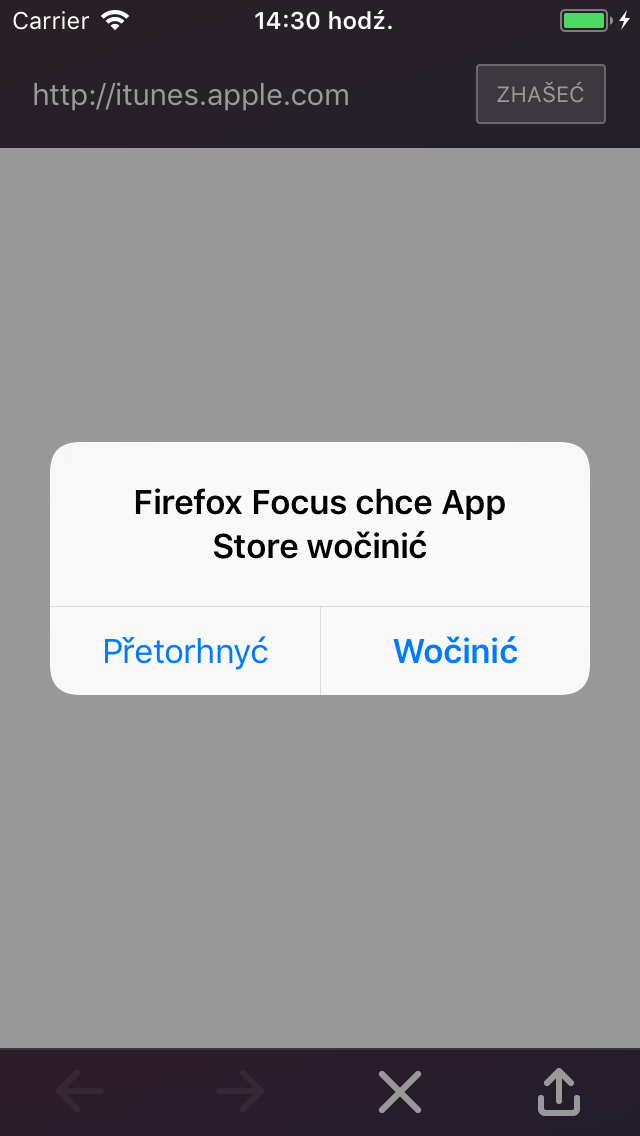 Carrier 14:30 hodź.
http://itunes.apple.com ZHAŠEĆ
Firefox Focus chce App
Store wočinić
Přetorhnyć Wočinić